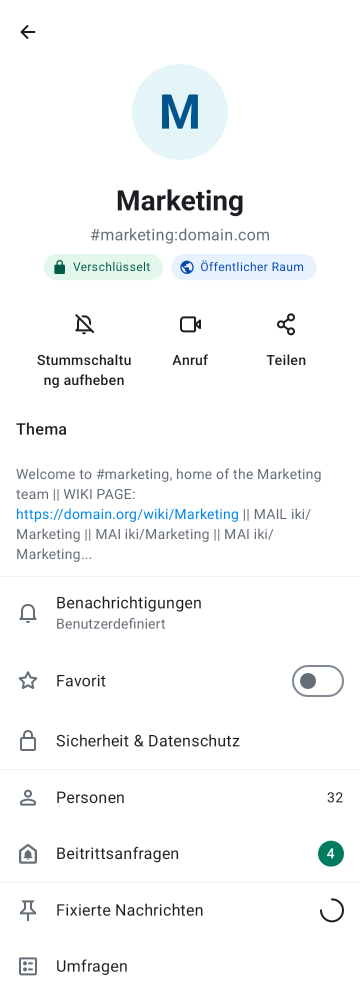 M
Marketing
#marketing:domain.com
Verschlüsselt
Öffentlicher Raum
Stummschaltu
ng aufheben
Anruf
Teilen
Thema
Welcome to #marketing, home of the Marketing
team || WIKI PAGE:
https://domain.org/wiki/Marketing || MAIL iki/
Marketing || MAI iki/Marketing || MAI iki/
Marketing...
Benachrichtigungen
Benutzerdefiniert
Favorit
Sicherheit & Datenschutz
Personen 32
Beitrittsanfragen 4
Fixierte Nachrichten
Umfragen